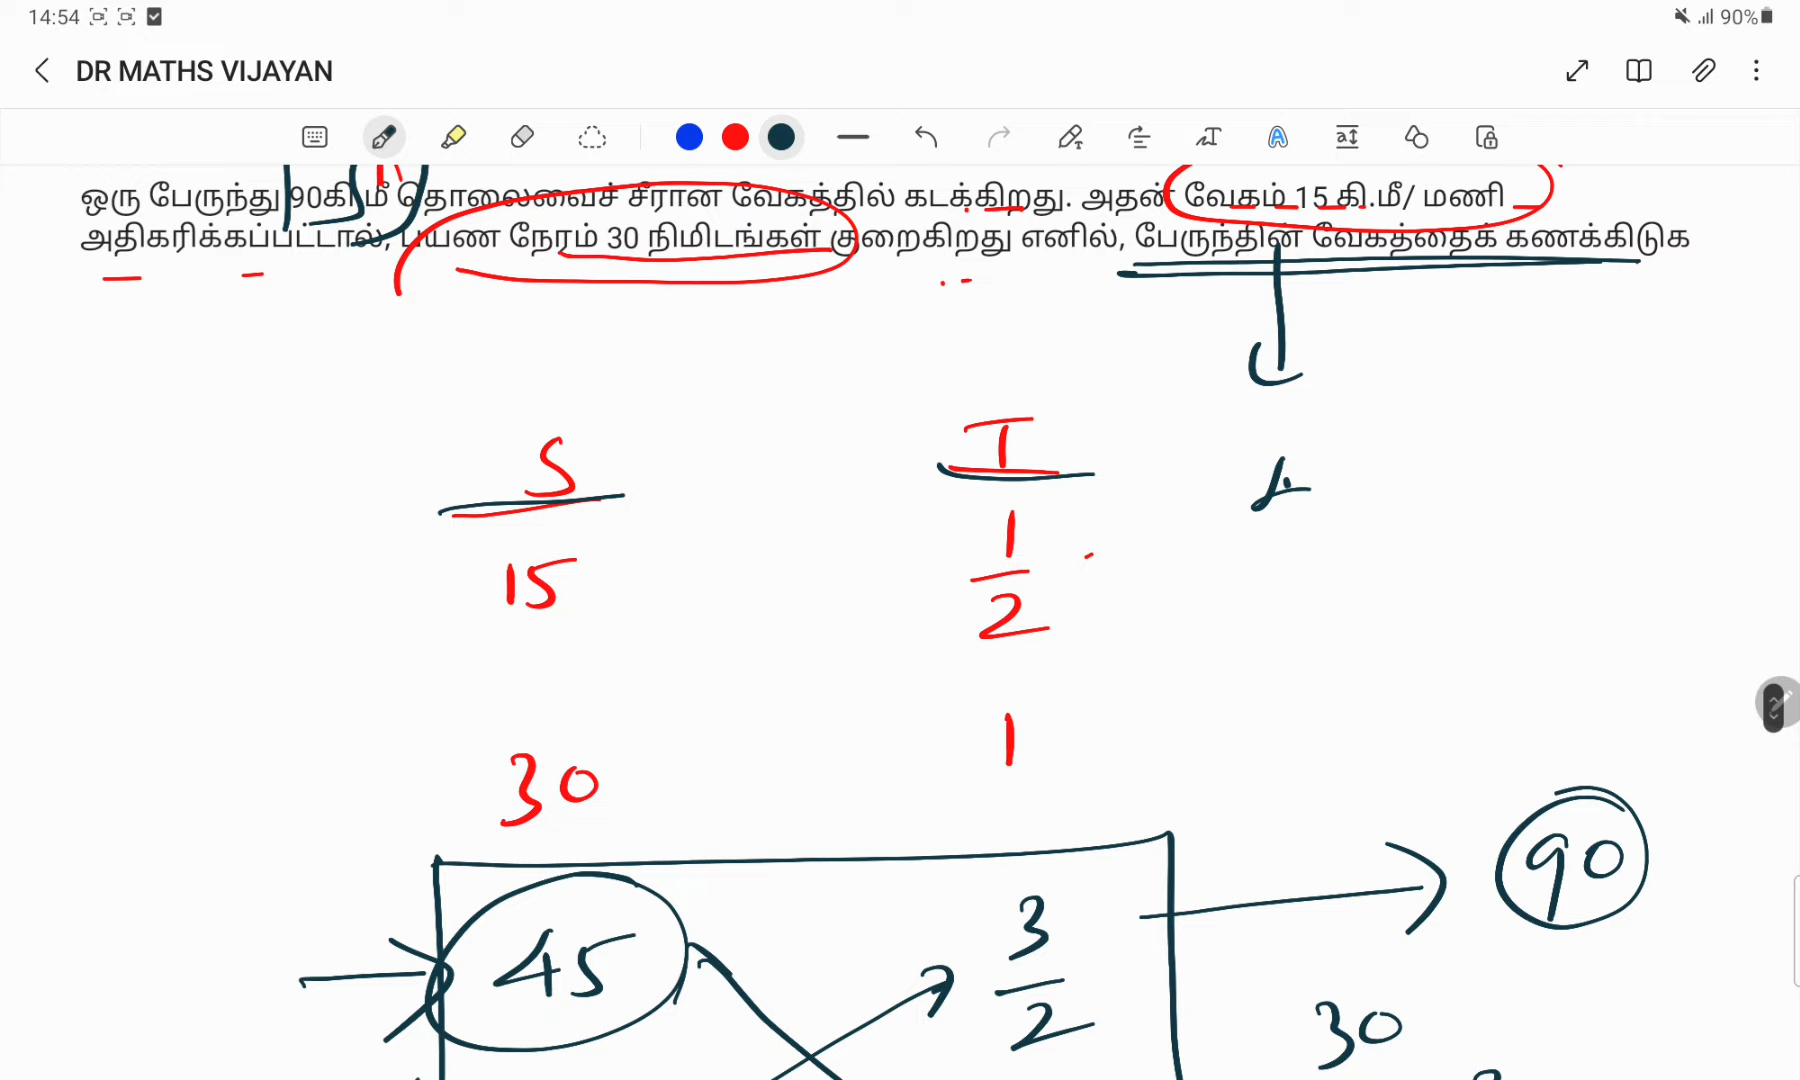 14:54
90%
DR MATHS VIJAYAN
ஒரு பேருந்து 90கி மீ தொலைவைச் சீரான வேகத்தில் கடக்கிறது. அதன் வேகம் 15 கி.மீ/ மணி
அதிகரிக்கப்பட்டால், பயண நேரம் 30 நிமிடங்கள் குறைகிறது எனில், பேருந்தின் வேகத்தைக் கணக்கிடுக
S
T
15
1
2
30
1
90
45
3
2
30